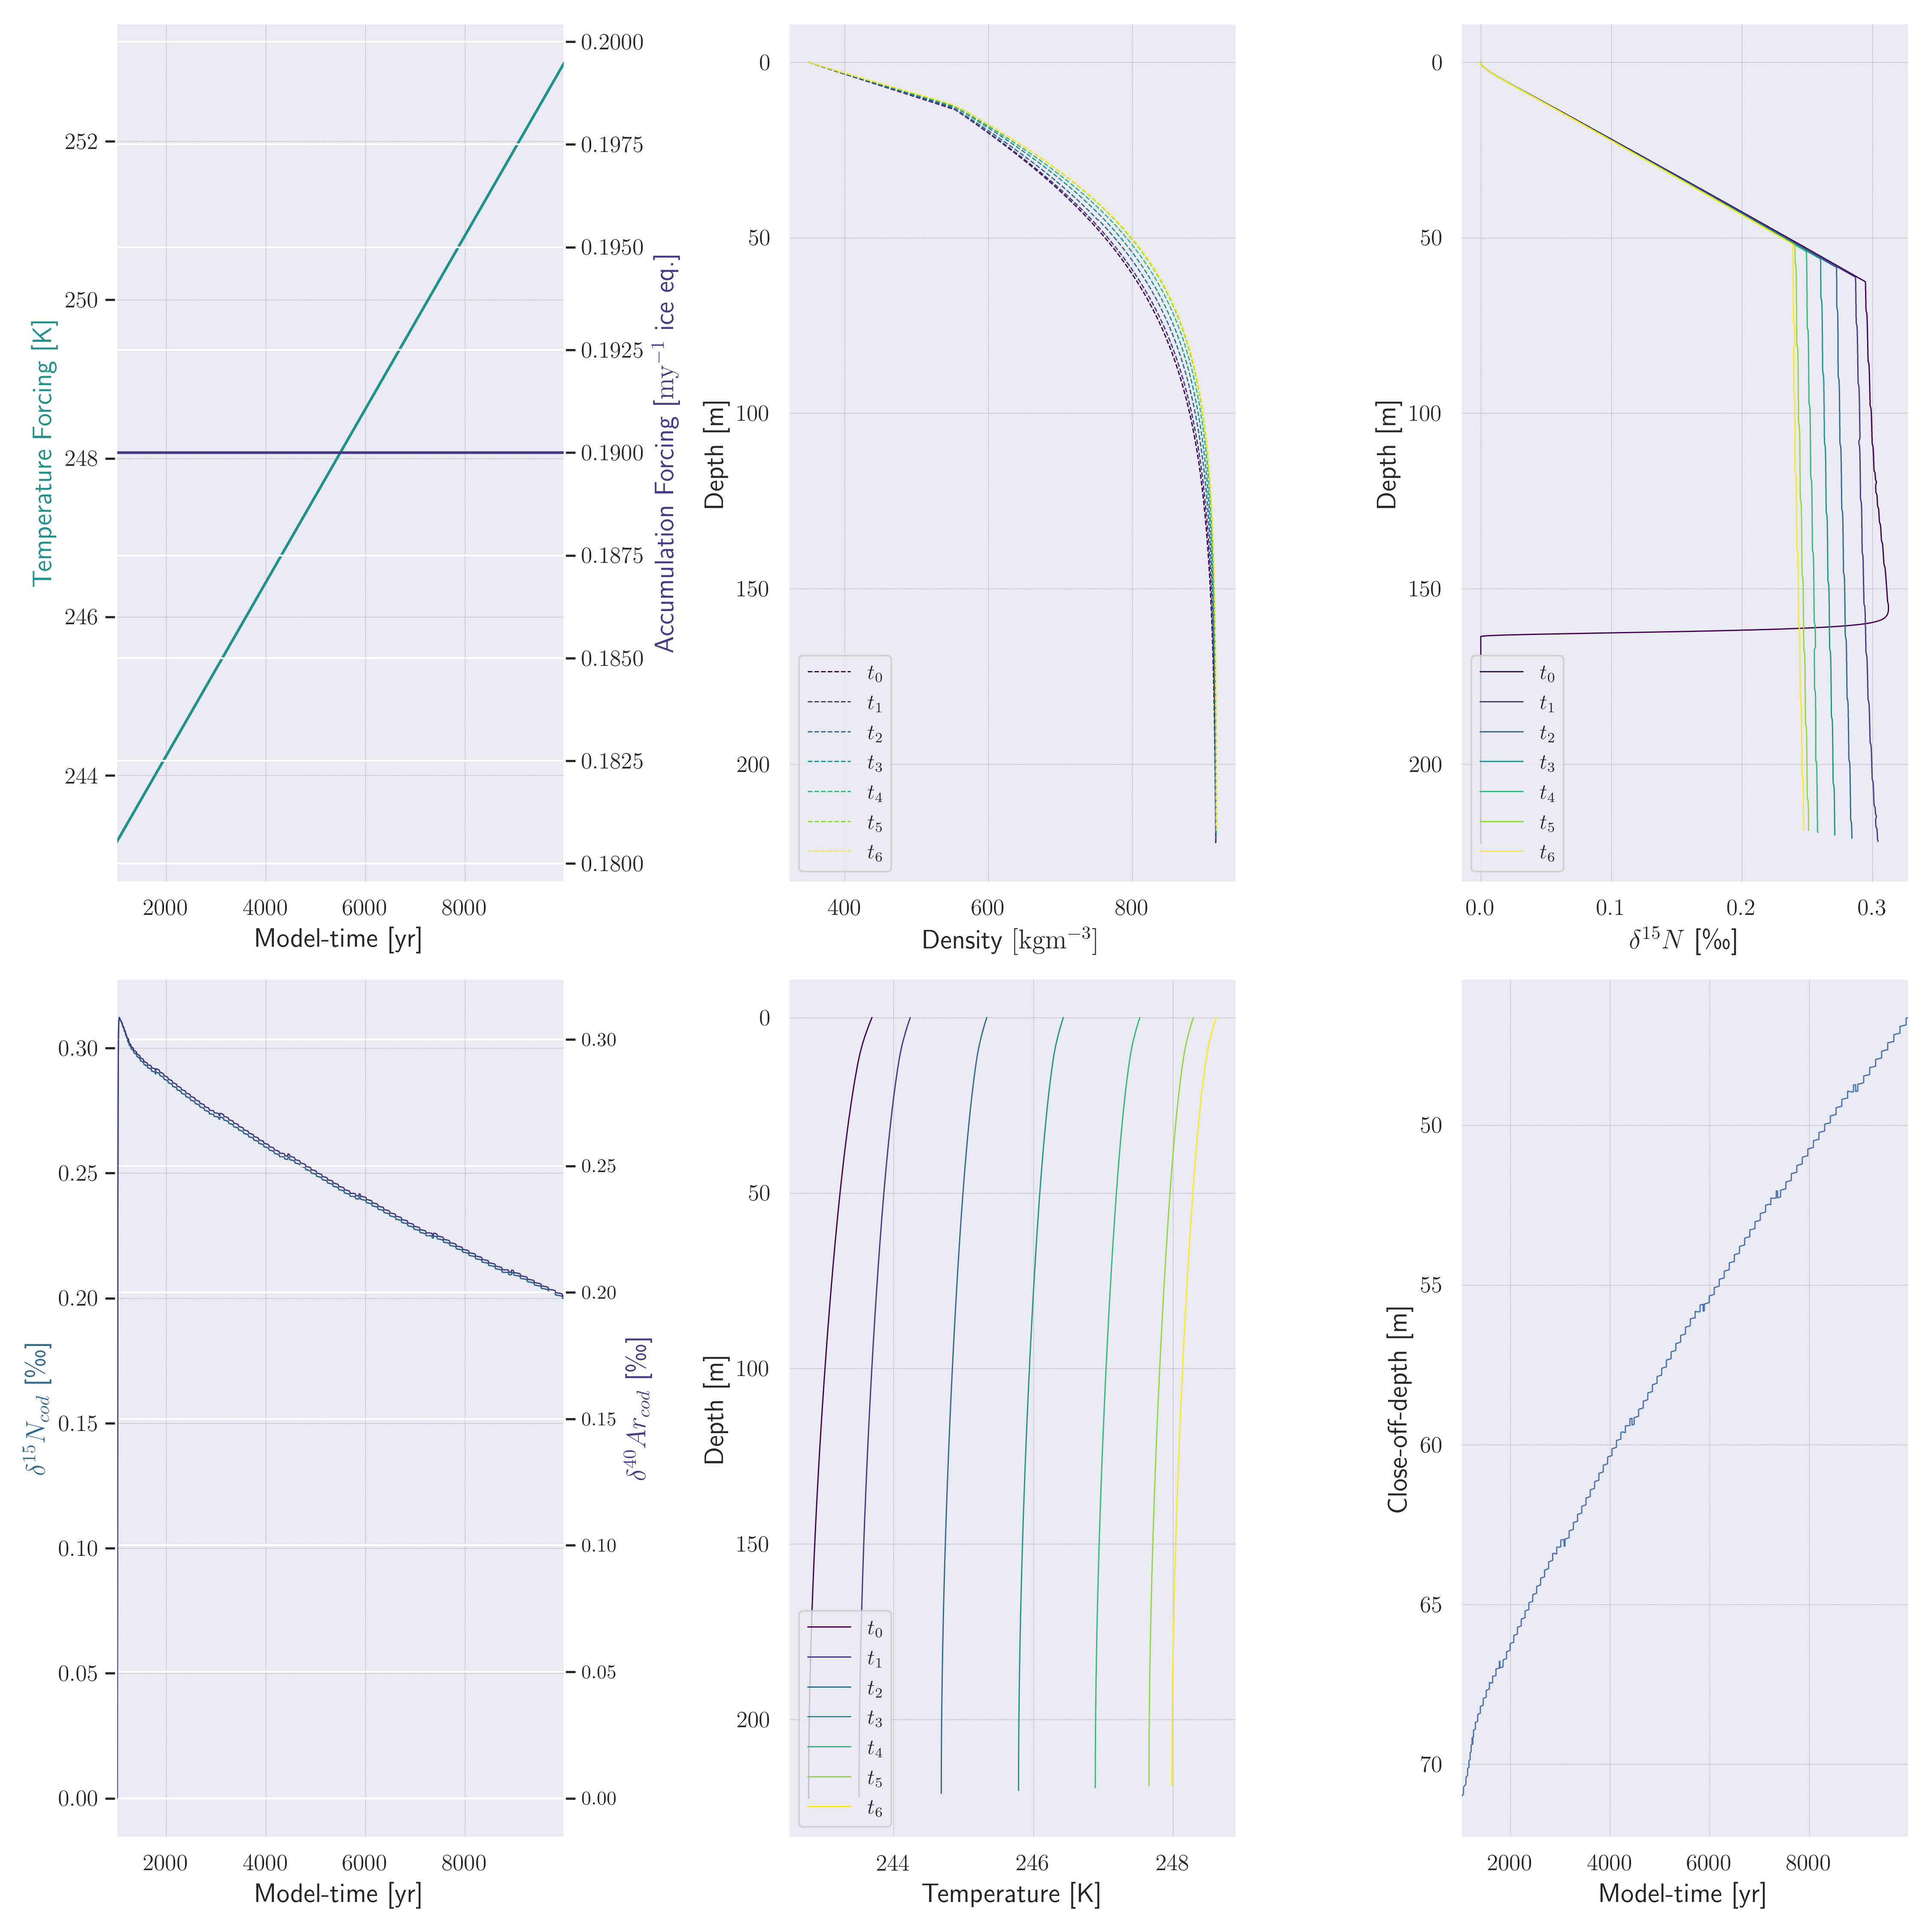 252
250
248
246
244
Temperature Forcing [K]
0.2000
0.1975
0.1950
0.1925
0.1900
0.1875
0.1850
0.1825
0.1800
Accumulation Forcing [my⁻¹ ice eq.]
2000 4000 6000 8000
Model-time [yr]
0
50
100
150
200
Depth [m]
t₀
t₁
t₂
t₃
t₄
t₅
t₆
400 600 800
Density [kgm⁻³]
0
50
100
150
200
Depth [m]
t₀
t₁
t₂
t₃
t₄
t₅
t₆
0.0 0.1 0.2 0.3
δ¹⁵N [‰]
0.30
0.25
0.20
0.15
0.10
0.05
0.00
δ¹⁵N_cod [‰]
0.30
0.25
0.20
0.15
0.10
0.05
0.00
δ⁴⁰Ar_cod [‰]
2000 4000 6000 8000
Model-time [yr]
0
50
100
150
200
Depth [m]
t₀
t₁
t₂
t₃
t₄
t₅
t₆
244 246 248
Temperature [K]
50
55
60
65
70
Close-off-depth [m]
2000 4000 6000 8000
Model-time [yr]